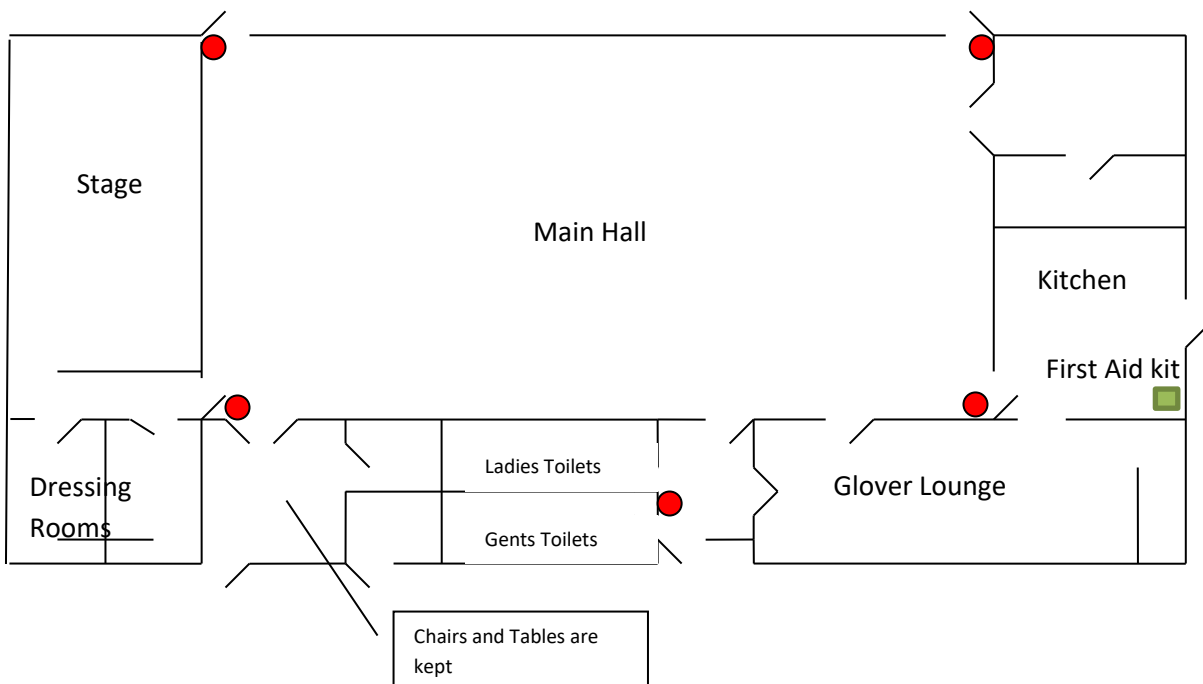 Stage
Main Hall
Kitchen
First Aid kit
Ladies Toilets
Dressing
Rooms
Glover Lounge
Gents Toilets
Chairs and Tables are
kept